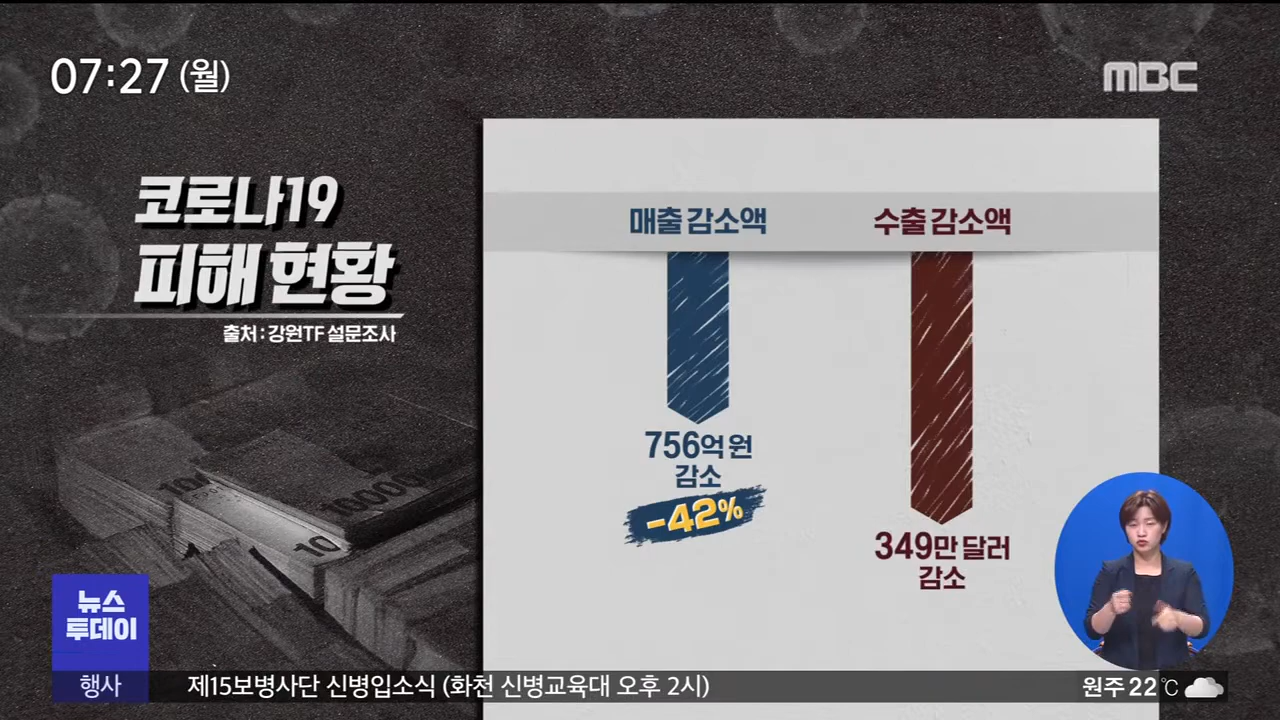 07:27 (월)
MBC
코로나19
피해 현황
출처 : 강원TF 설문조사
매출 감소액
수출 감소액
756억 원
감소
-42%
349만 달러
감소
10000
10
뉴스
투데이
행사
제15보병사단 신병입소식 (화천 신병교육대 오후 2시)
원주 22℃